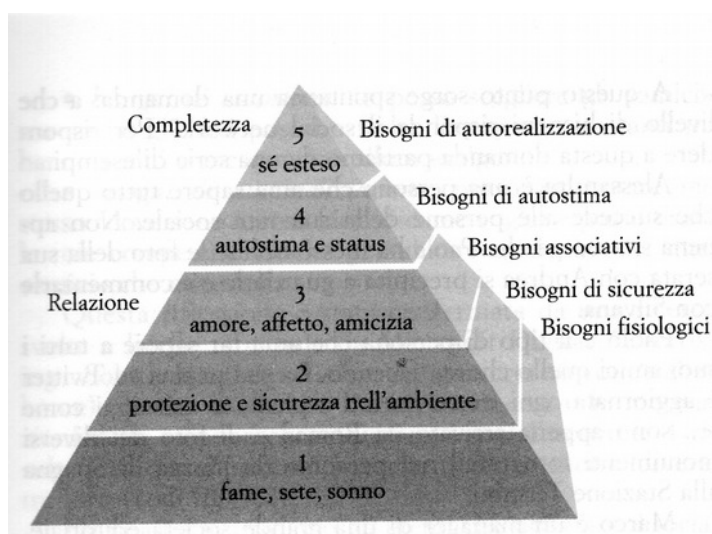 Completezza
5
Bisogni di autorealizzazione
sé esteso
Bisogni di autostima
4
autostima e status
Bisogni associativi
Relazione
3
Bisogni di sicurezza
amore, affetto, amicizia
Bisogni fisiologici
2
protezione e sicurezza nell'ambiente
1
fame, sete, sonno